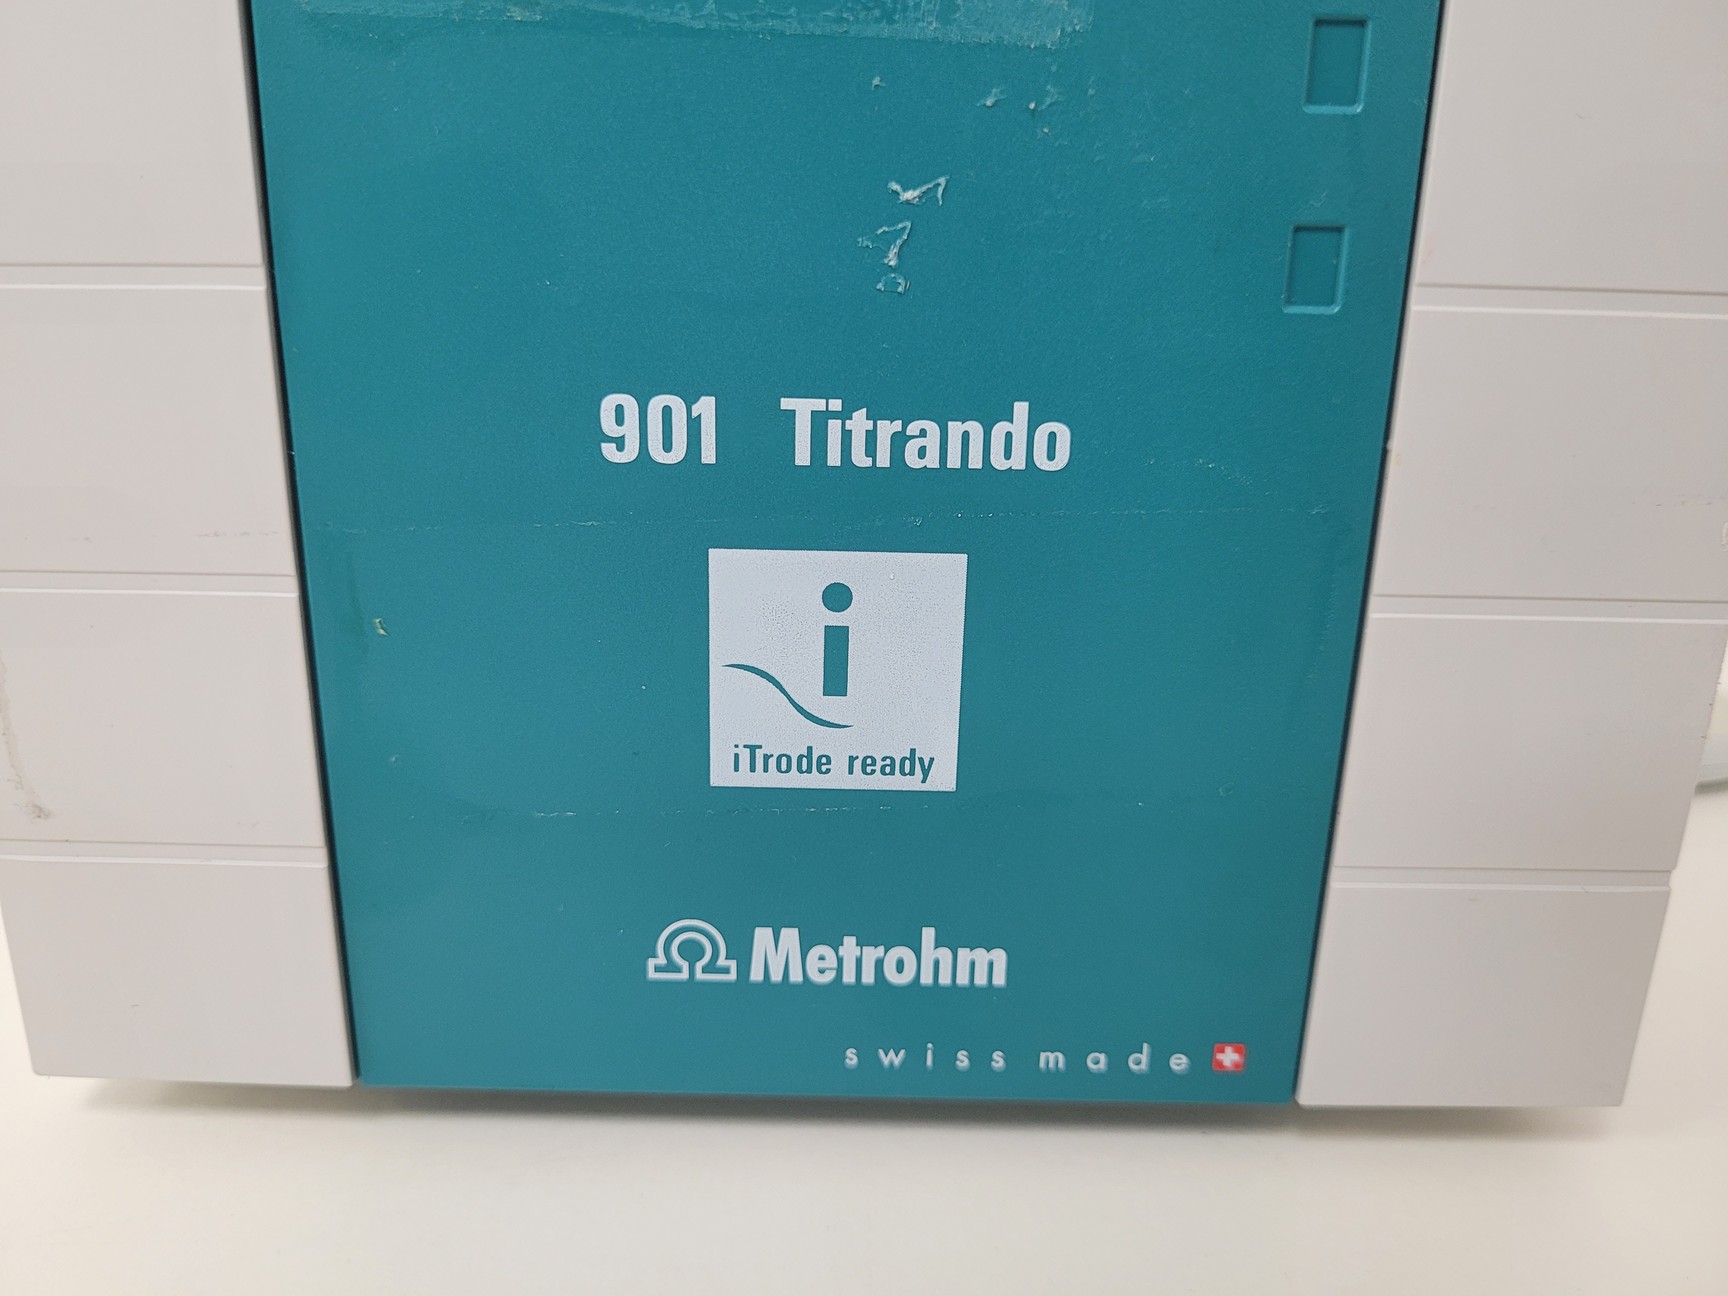 901 Titrando
i
iTrode ready
Metrohm
swiss made